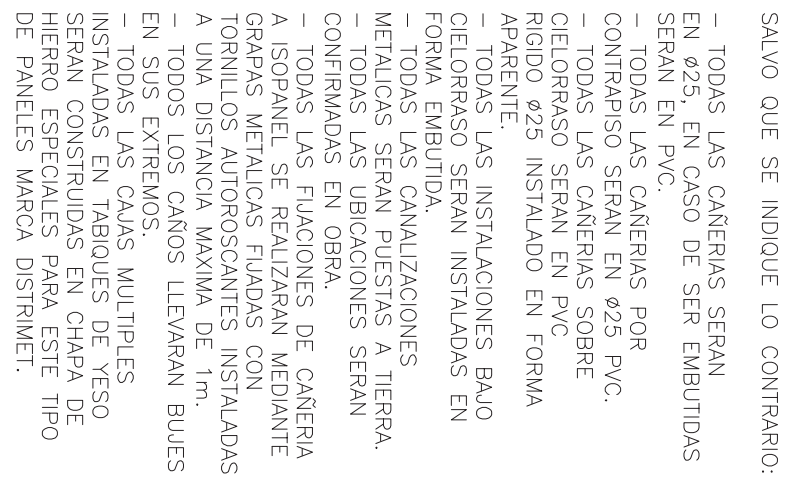 SALVO QUE SE INDIQUE LO CONTRARIO:
- TODAS LAS CAÑERIAS SERAN
EN Ø25, EN CASO DE SER EMBUTIDAS
SERAN EN PVC.
- TODAS LAS CAÑERIAS POR
CONTRAPISO SERAN EN Ø25 PVC.
- TODAS LAS CAÑERIAS SOBRE
CIELORRASO SERAN EN PVC
RIGIDO Ø25 INSTALADO EN FORMA
APARENTE.
- TODAS LAS INSTALACIONES BAJO
CIELORRASO SERAN INSTALADAS EN
FORMA EMBUTIDA.
- TODAS LAS CANALIZACIONES
METALICAS SERAN PUESTAS A TIERRA.
- TODAS LAS UBICACIONES SERAN
CONFIRMADAS EN OBRA.
- TODAS LAS FIJACIONES DE CAÑERIA
A ISOPANEL SE REALIZARAN MEDIANTE
GRAPAS METALICAS FIJADAS CON
TORNILLOS AUTOROSCANTES INSTALADAS
A UNA DISTANCIA MAXIMA DE 1m.
- TODOS LOS CAÑOS LLEVARAN BUJES
EN SUS EXTREMOS.
- TODAS LAS CAJAS MULTIPLES
INSTALADAS EN TABIQUES DE YESO
SERAN CONSTRUIDAS EN CHAPA DE
HIERRO ESPECIALES PARA ESTE TIPO
DE PANELES MARCA DISTRIMET.